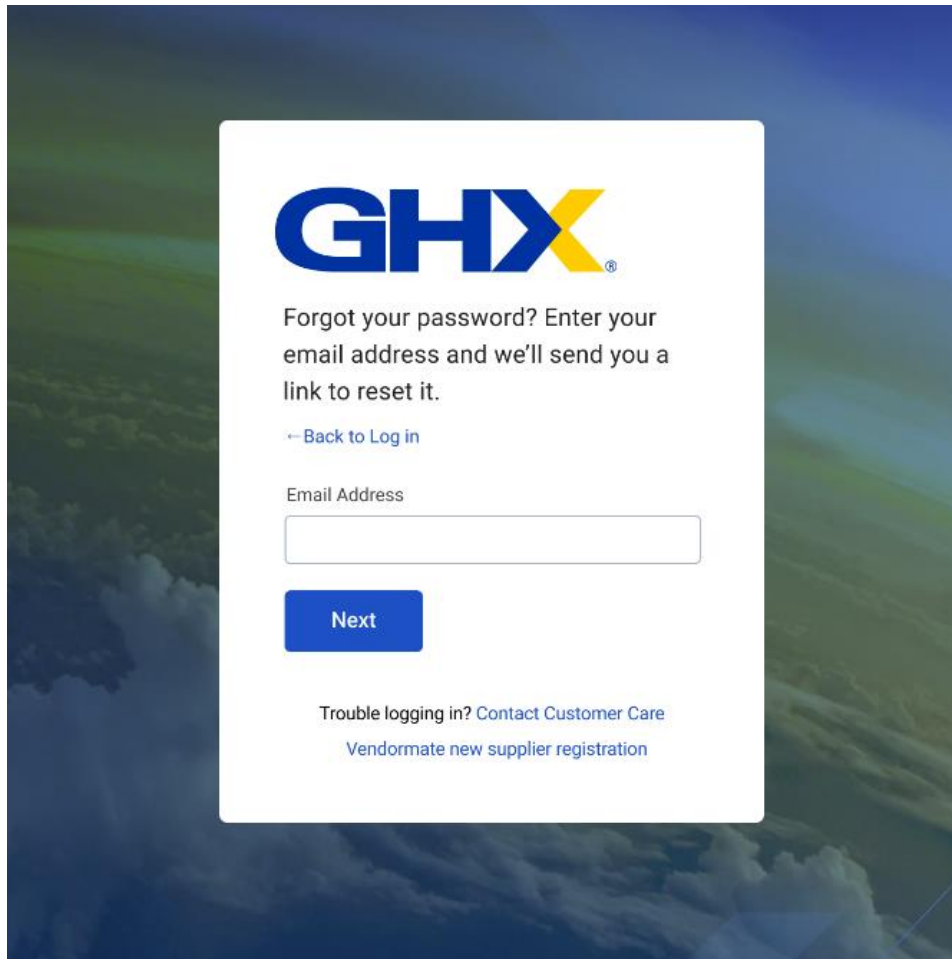 GHX®
Forgot your password? Enter your
email address and we'll send you a
link to reset it.
←Back to Log in
Email Address
Next
Trouble logging in? Contact Customer Care
Vendormate new supplier registration